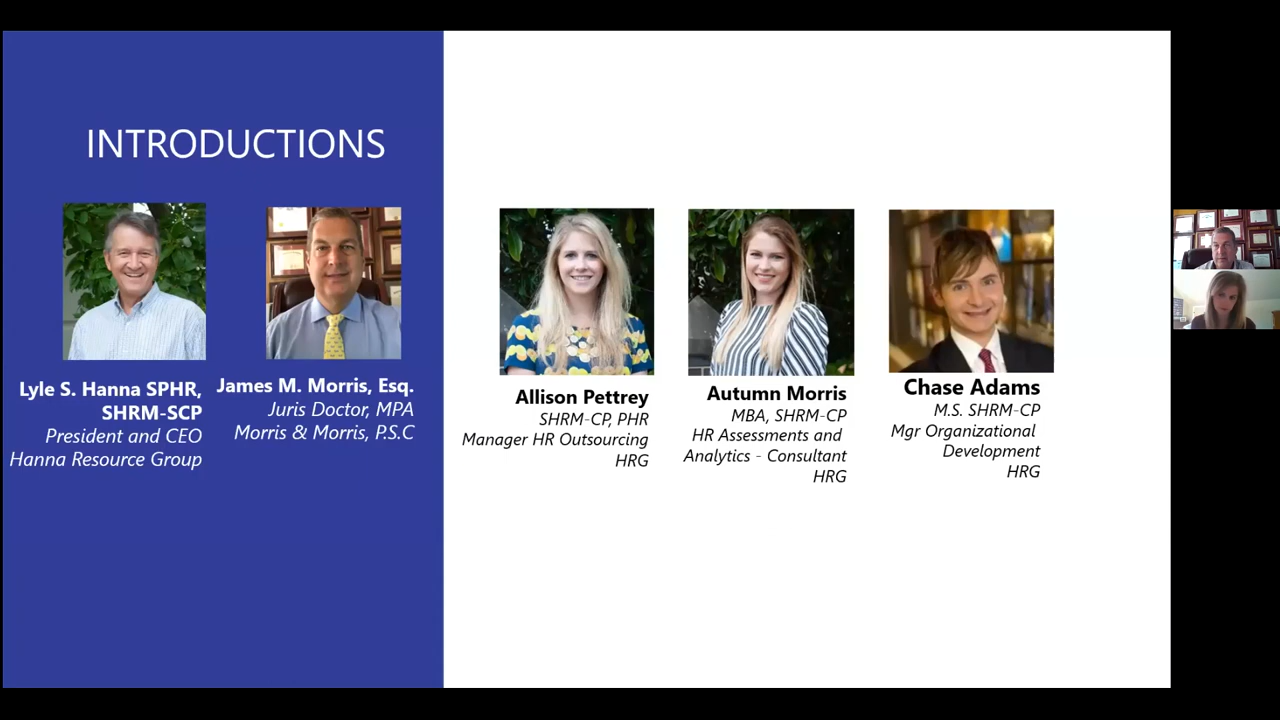 INTRODUCTIONS
Lyle S. Hanna SPHR,
SHRM-SCP
President and CEO
Hanna Resource Group
James M. Morris, Esq.
Juris Doctor, MPA
Morris & Morris, P.S.C
Allison Pettrey
SHRM-CP, PHR
Manager HR Outsourcing
HRG
Autumn Morris
MBA, SHRM-CP
HR Assessments and
Analytics - Consultant
HRG
Chase Adams
M.S. SHRM-CP
Mgr Organizational
Development
HRG